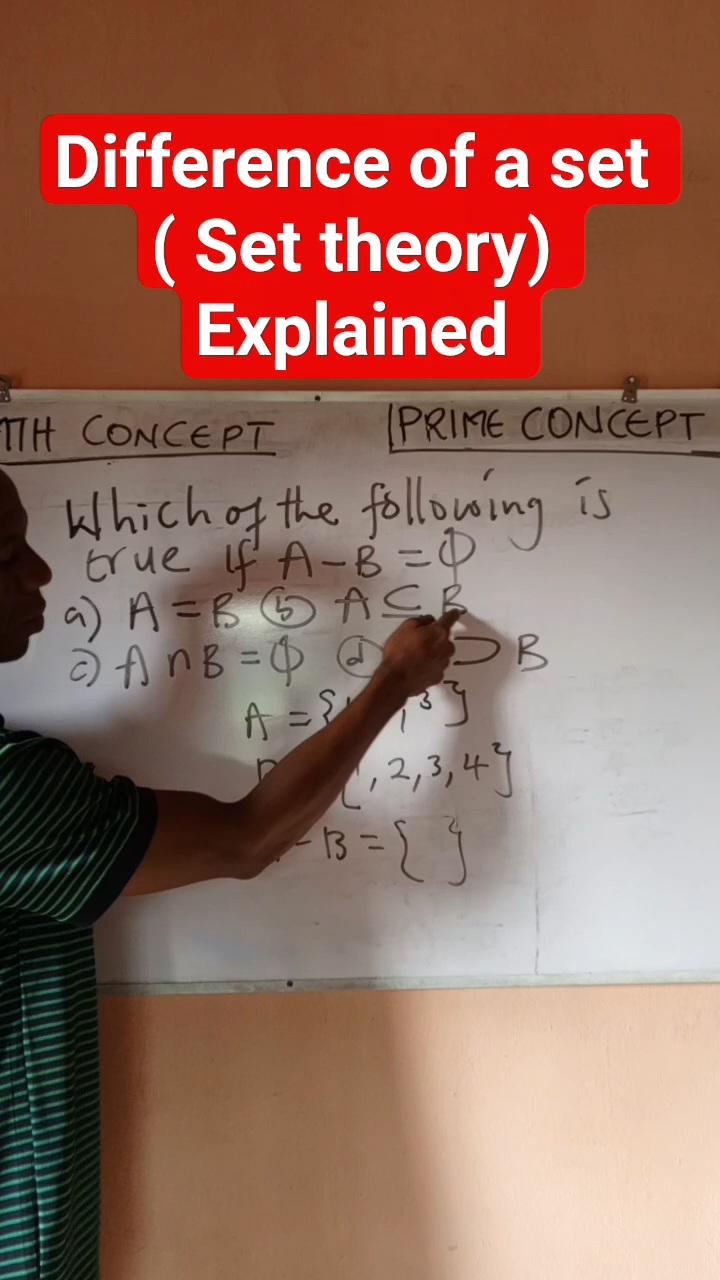 Difference of a set
( Set theory)
Explained
TH CONCEPT
PRIME CONCEPT
Which of the following is
true if A-B=Φ
a) A=B b) A⊆B
c) A∩B=Φ d) ⊃B
A={ ,3}
,2,3,4}
-B={ }